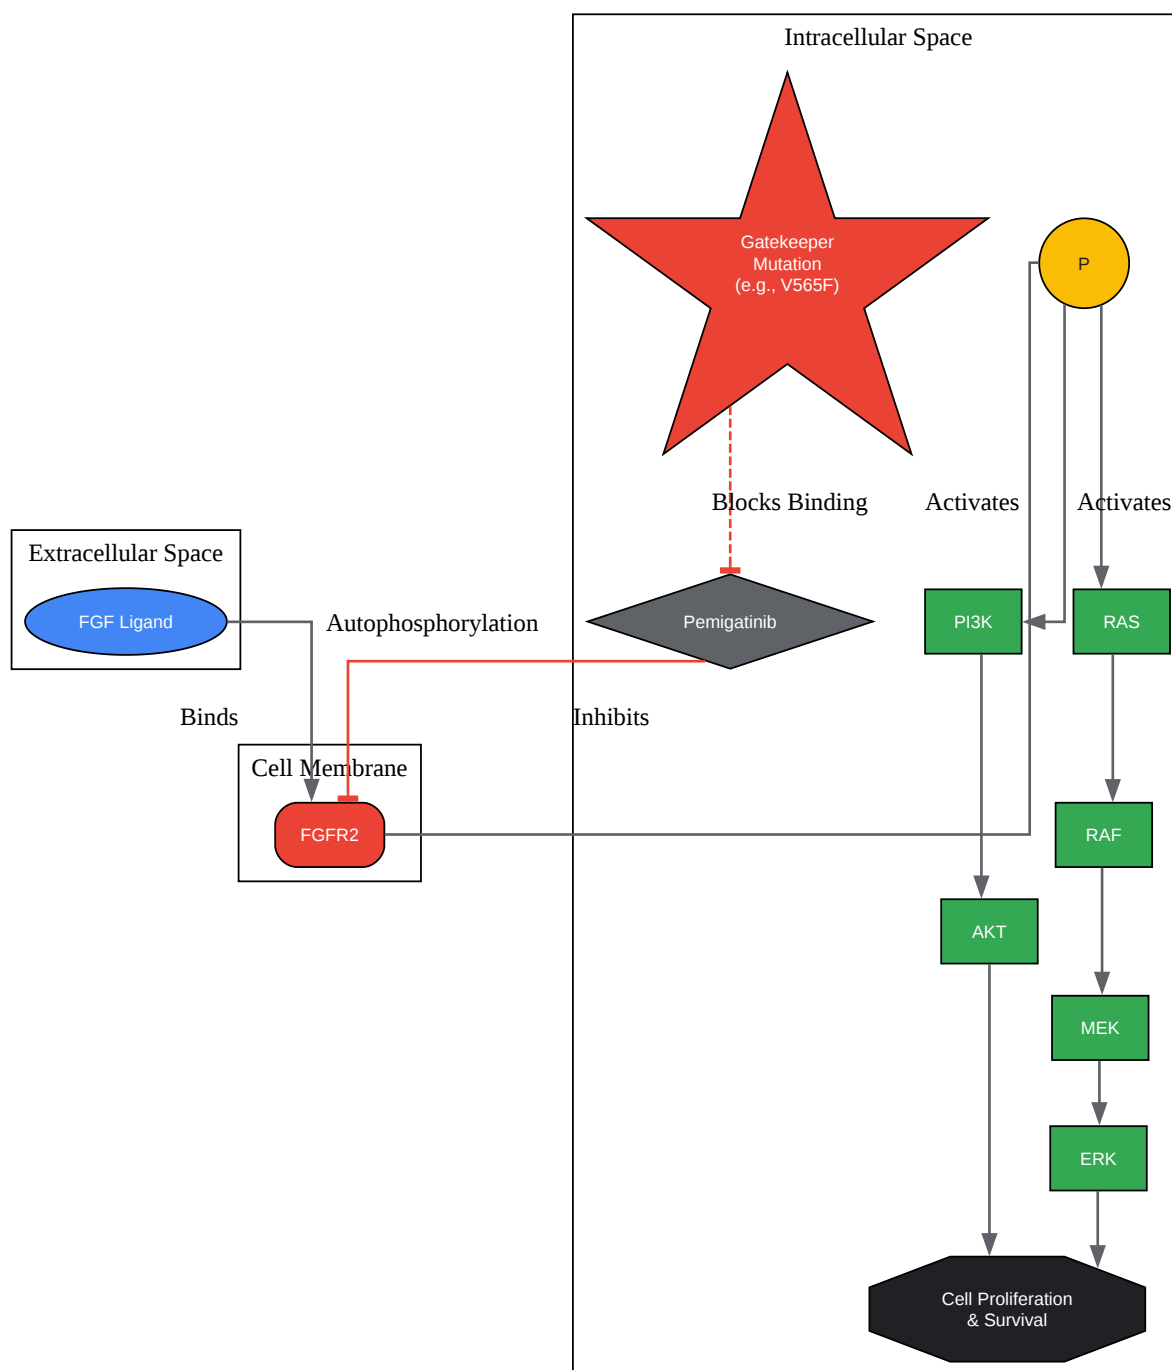 Intracellular Space
Gatekeeper
Mutation
(e.g., V565F)
P
Blocks Binding
Activates
Activates
Extracellular Space
FGF Ligand
Autophosphorylation
Pemigatinib
PI3K
RAS
Binds
Inhibits
Cell Membrane
FGFR2
RAF
AKT
MEK
ERK
Cell Proliferation
& Survival